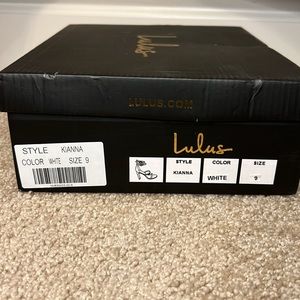 Lulus
LULUS.COM
STYLE KIANNA
COLOR WHITE SIZE 9
Lulus
STYLE COLOR SIZE
KIANNA WHITE 9